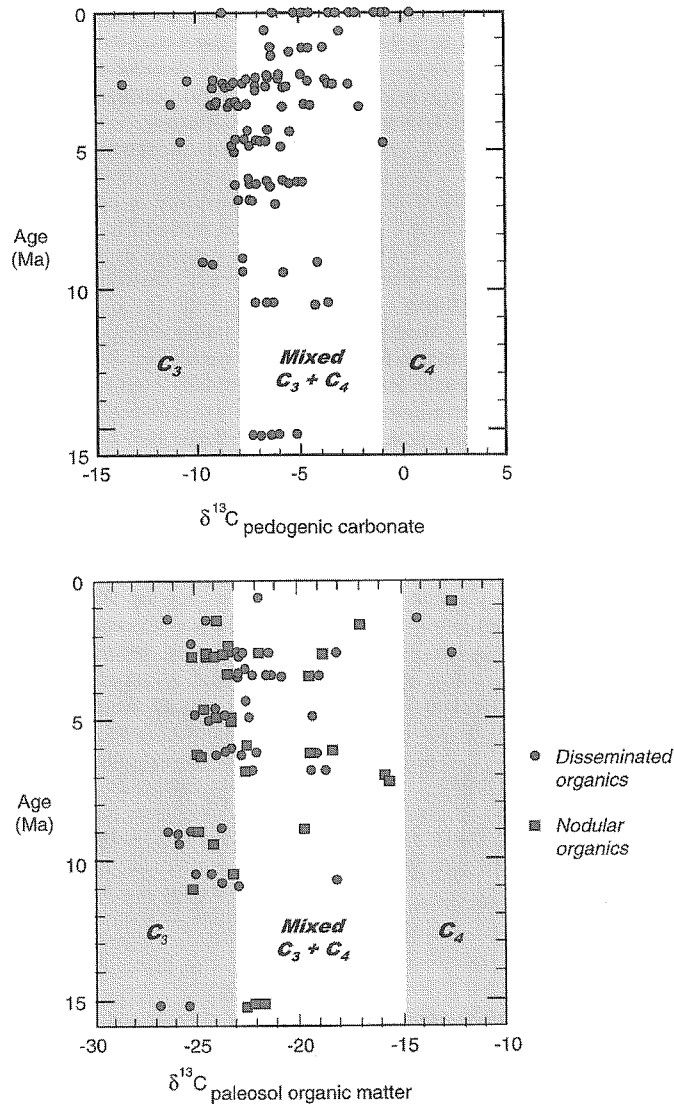 0
5
10
15
Age
(Ma)
C3
Mixed
C3 + C4
C4
-15
-10
-5
0
5
δ13C pedogenic carbonate
0
5
10
15
Age
(Ma)
C3
Mixed
C3 + C4
C4
-30
-25
-20
-15
-10
δ13C paleosol organic matter
Disseminated
organics
Nodular
organics